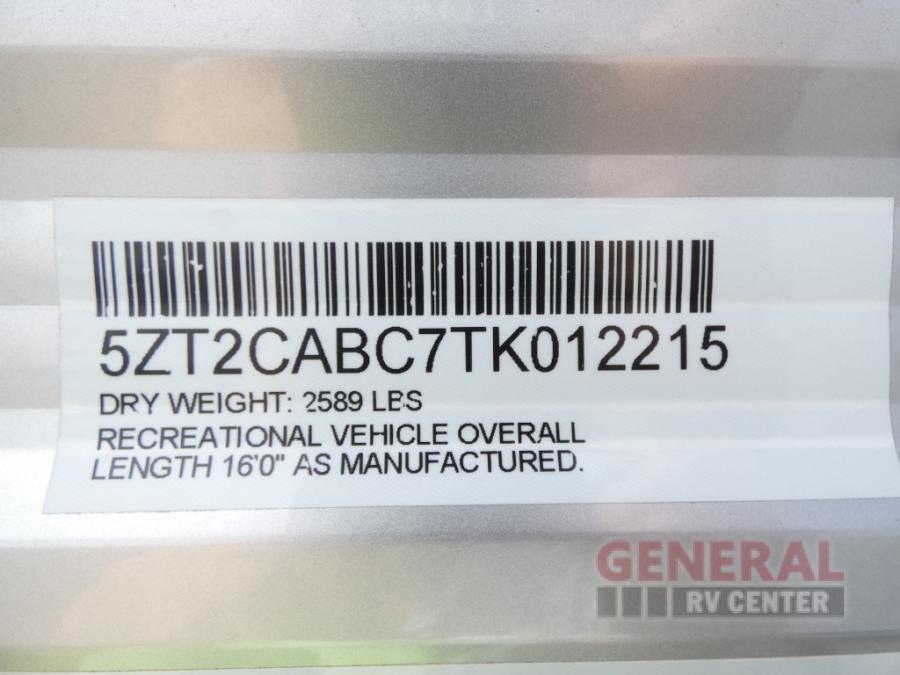 5ZT2CABC7TK012215
DRY WEIGHT: 2589 LBS
RECREATIONAL VEHICLE OVERALL
LENGTH 16'0" AS MANUFACTURED.
GENERAL
RV CENTER